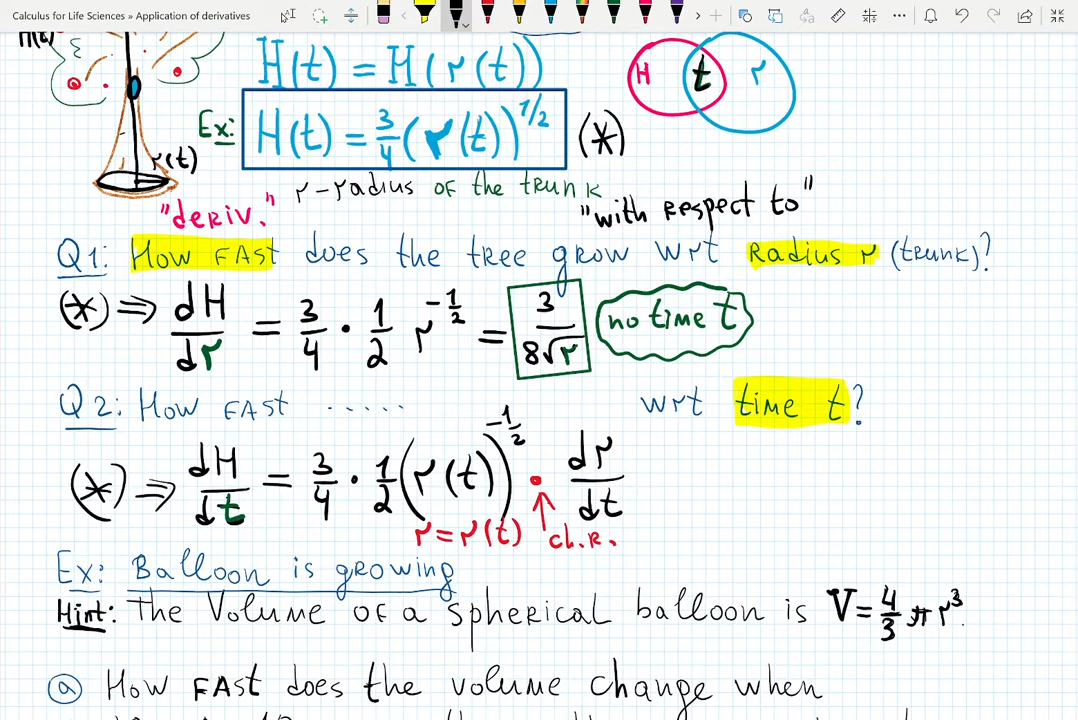 Calculus for Life Sciences » Application of derivatives
H(t)
H(t) = H(r(t))
H t r
Ex: H(t) = 3/4 (r(t))^1/2 (*)
r(t)
r-radius of the trunk
"deriv." "with respect to"
Q1: How FAST does the tree grow wrt Radius r (trunk)?
(*) ⇒ dH/dr = 3/4 · 1/2 r^-1/2 = 3/(8√r) no time t
Q2: How FAST ...... wrt time t?
(*) ⇒ dH/dt = 3/4 · 1/2 (r(t))^-1/2 · dr/dt
r = r(t) ch.R.
Ex: Balloon is growing
Hint: The Volume of a spherical balloon is V = 4/3 π r³.
(a) How FAST does the volume change when